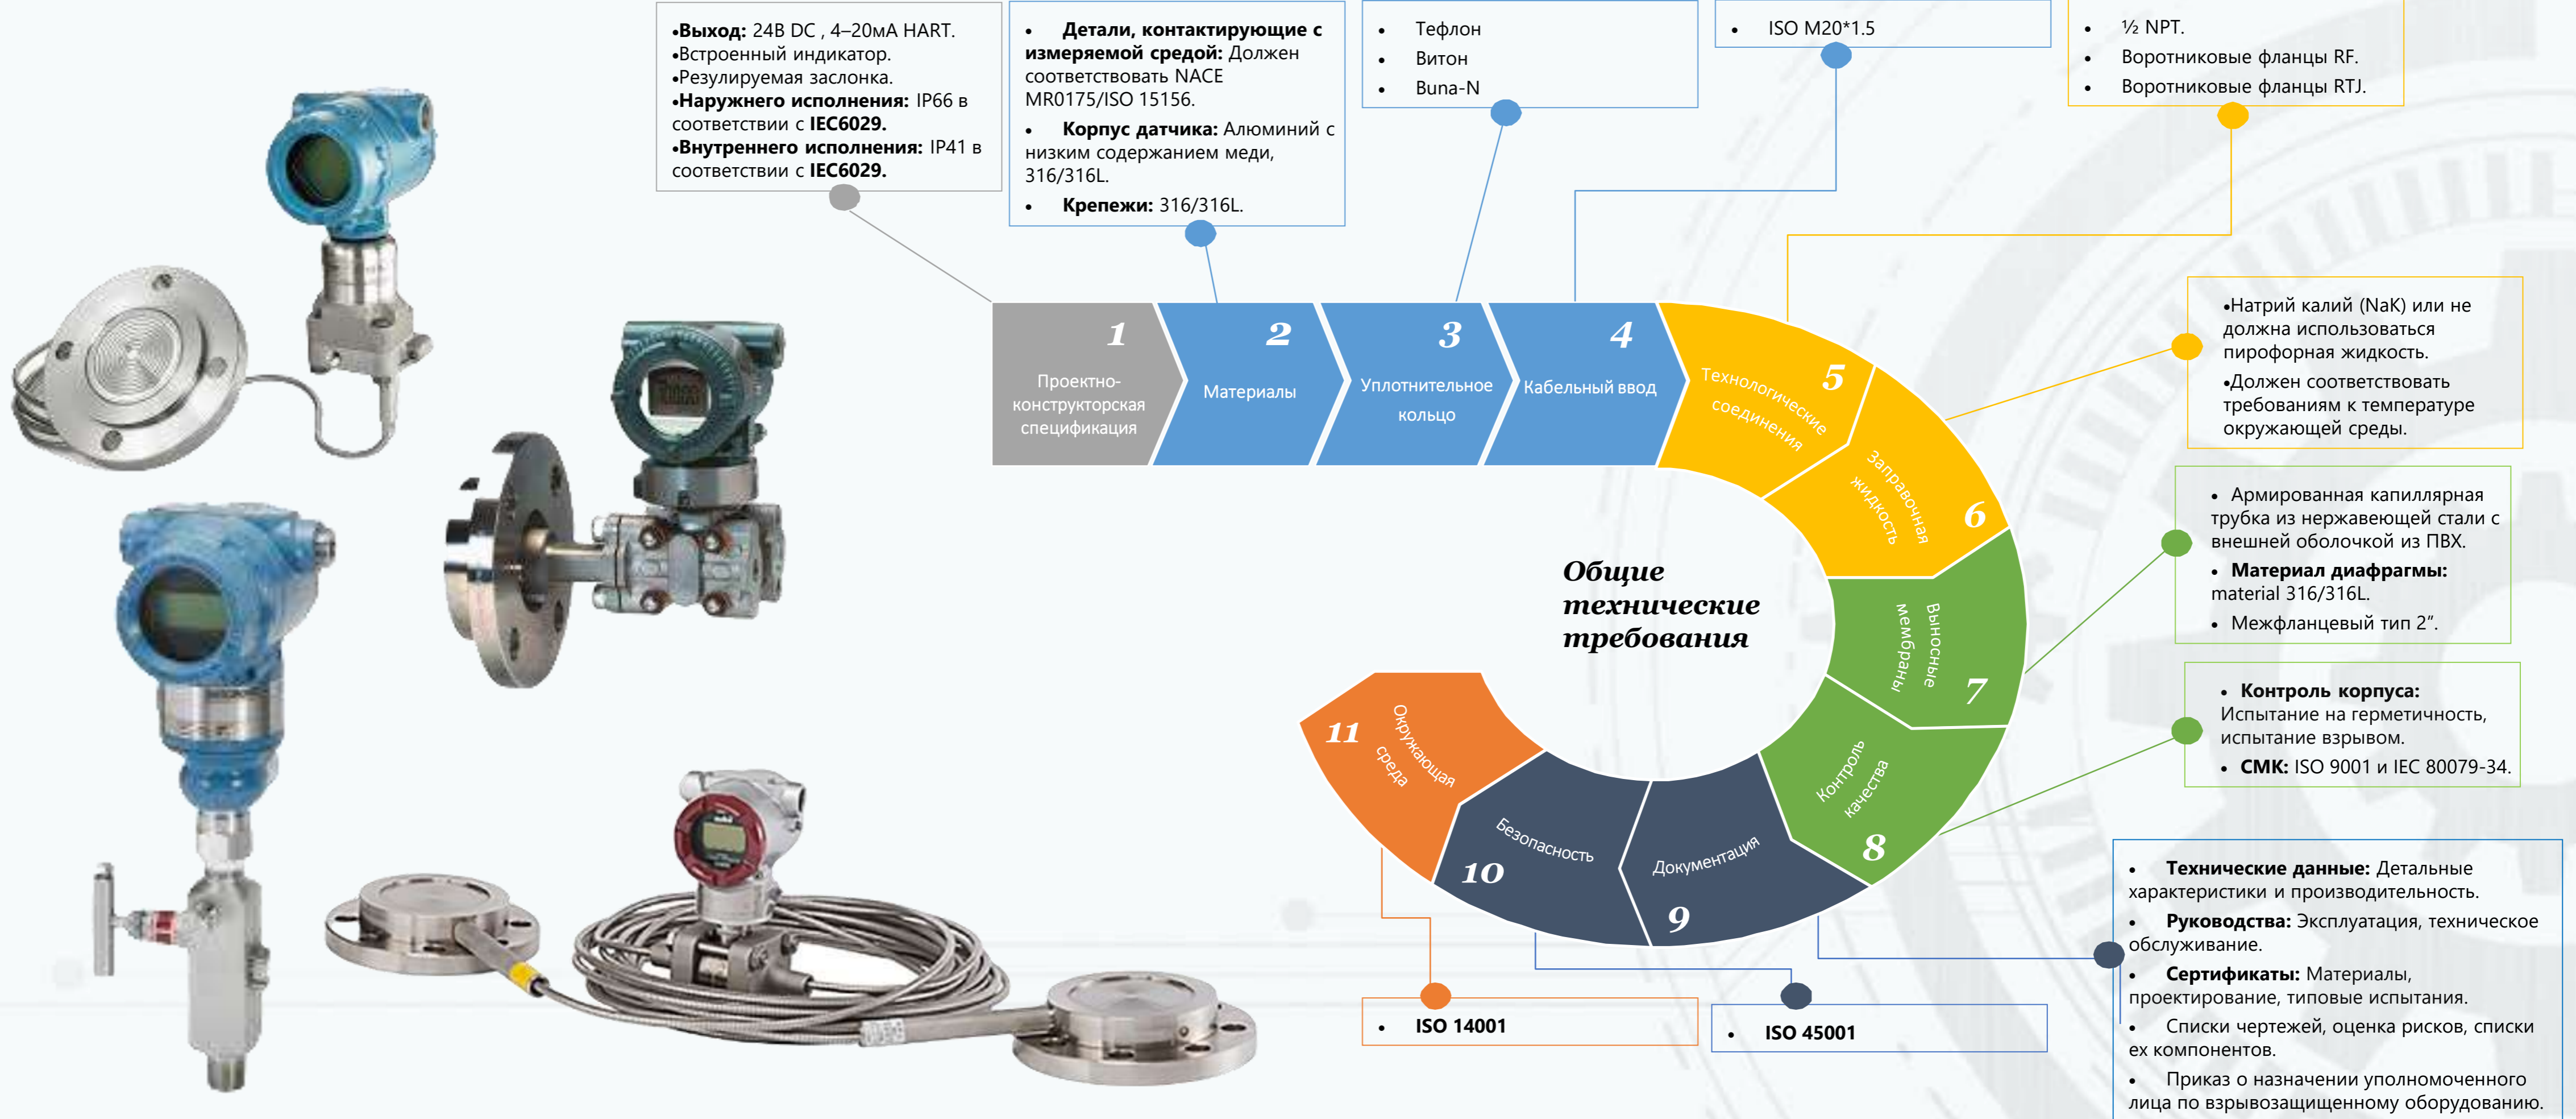 •Выход: 24В DC , 4–20мА HART.
•Встроенный индикатор.
•Резулируемая заслонка.
•Наружнего исполнения: IP66 в
соответствии с IEC6029.
•Внутреннего исполнения: IP41 в
соответствии с IEC6029.
• Детали, контактирующие с
измеряемой средой: Должен
соответствовать NACE
MR0175/ISO 15156.
• Корпус датчика: Алюминий с
низким содержанием меди,
316/316L.
• Крепежи: 316/316L.
• Тефлон
• Витон
• Buna-N
• ISO M20*1.5
• ½ NPT.
• Воротниковые фланцы RF.
• Воротниковые фланцы RTJ.
1
Проектно-
конструкторская
спецификация
2
Материалы
3
Уплотнительное
кольцо
4
Кабельный ввод
5
Технологические
соединения
6
Заправочная
жидкость
•Натрий калий (NaK) или не
должна использоваться
пирофорная жидкость.
•Должен соответствовать
требованиям к температуре
окружающей среды.
7
Выносные
мембраны
• Армированная капиллярная
трубка из нержавеющей стали с
внешней оболочкой из ПВХ.
• Материал диафрагмы:
material 316/316L.
• Межфланцевый тип 2”.
Общие
технические
требования
8
Контроль
качества
• Контроль корпуса:
Испытание на герметичность,
испытание взрывом.
• СМК: ISO 9001 и IEC 80079-34.
9
Документация
• Технические данные: Детальные
характеристики и производительность.
• Руководства: Эксплуатация, техническое
обслуживание.
• Сертификаты: Материалы,
проектирование, типовые испытания.
• Списки чертежей, оценка рисков, списки
ех компонентов.
• Приказ о назначении уполномоченного
лица по взрывозащищенному оборудованию.
10
Безопасность
• ISO 45001
11
Окружающая
среда
• ISO 14001